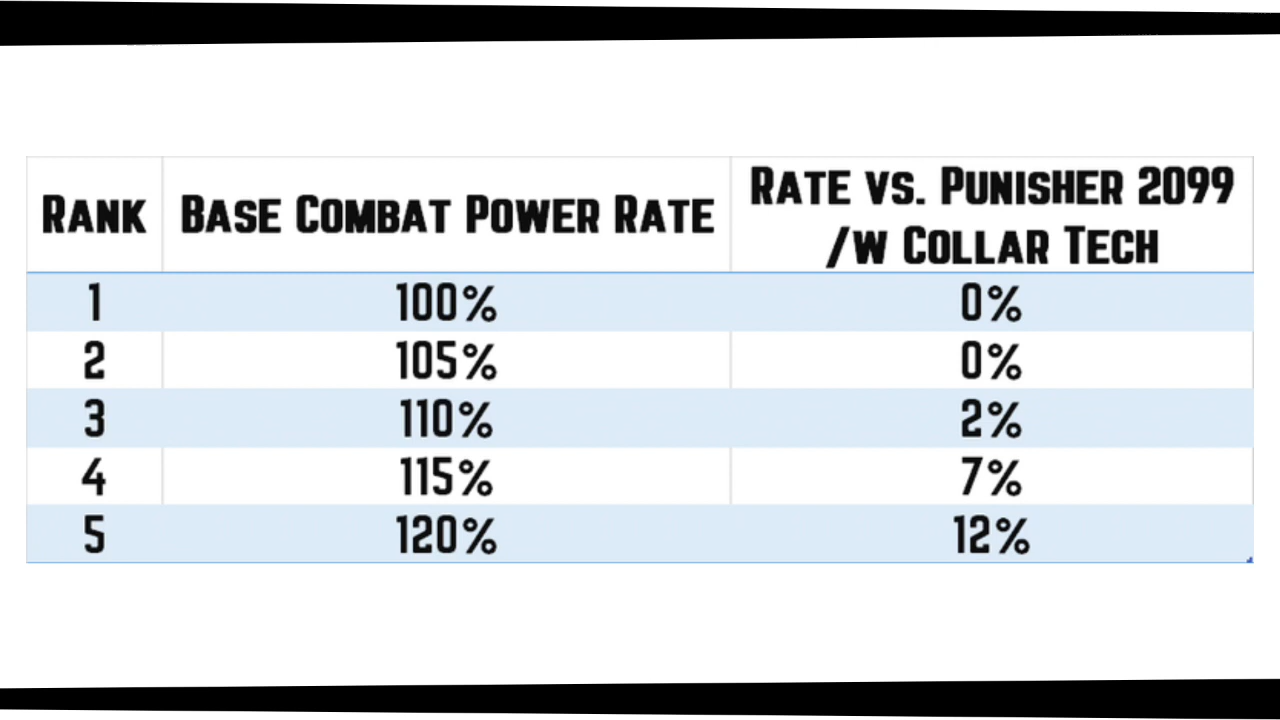 Rank Base Combat Power Rate Rate vs. Punisher 2099
/w Collar Tech
1 100% 0%
2 105% 0%
3 110% 2%
4 115% 7%
5 120% 12%